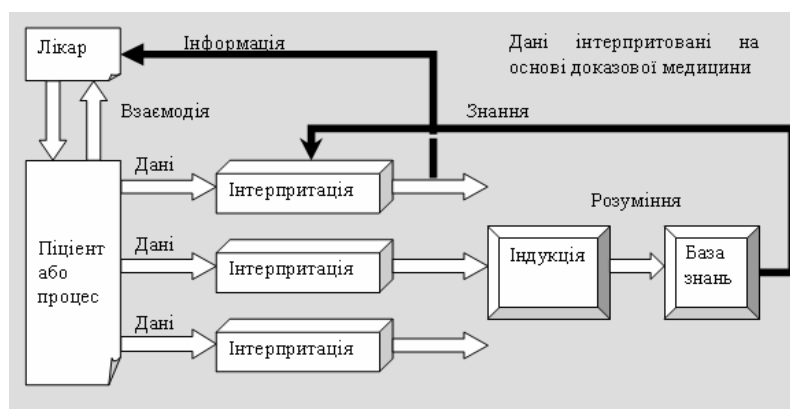 Лікар
Інформація
Дані інтерпритовані на
основі доказової медицини
Взаємодія
Знання
Дані
Інтерпритація
Розуміння
Піціент
або
процес
Дані
Інтерпритація
Індукція
База
знань
Дані
Інтерпритація